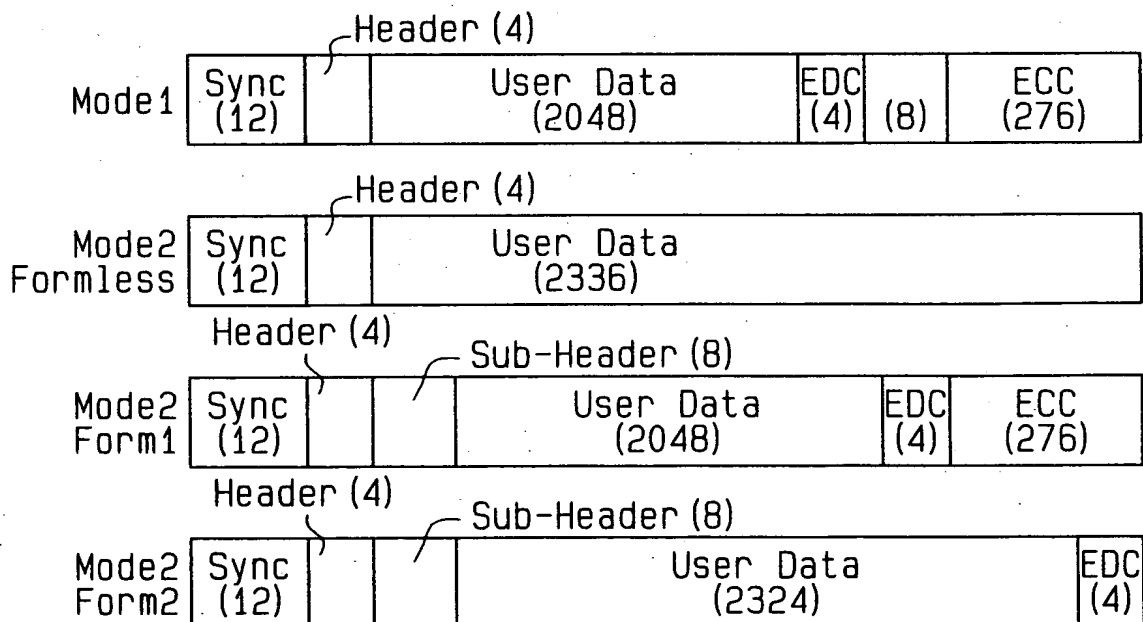 Header (4)
Mode1
Sync
(12)
User Data
(2048)
EDC
(4)
(8)
ECC
(276)
Header (4)
Mode2
Formless
Sync
(12)
User Data
(2336)
Header (4)
Sub-Header (8)
Mode2
Form1
Sync
(12)
User Data
(2048)
EDC
(4)
ECC
(276)
Header (4)
Sub-Header (8)
Mode2
Form2
Sync
(12)
User Data
(2324)
EDC
(4)